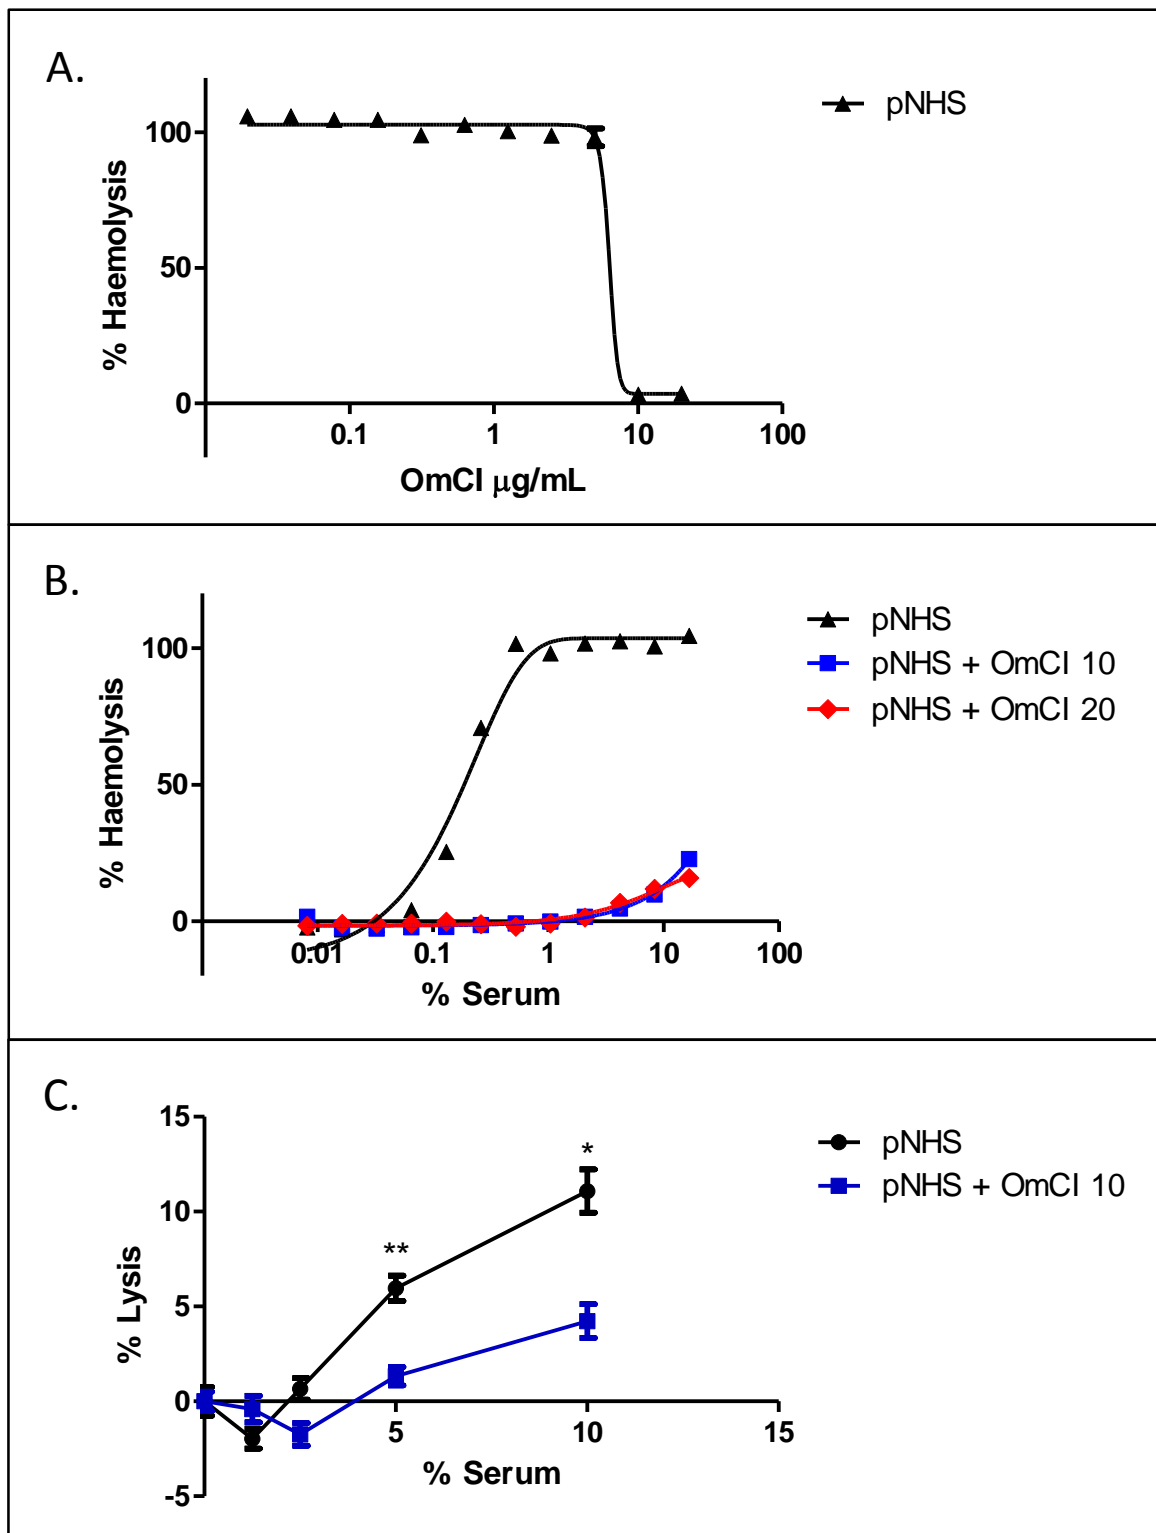 A.
pNHS
100
50
0
% Haemolysis
0.1 1 10 100
OmCI μg/mL
B.
pNHS
pNHS + OmCI 10
pNHS + OmCI 20
100
50
0
% Haemolysis
0.01 0.1 1 10 100
% Serum
C.
pNHS
pNHS + OmCI 10
15
10
5
0
-5
% Lysis
**
*
5 10 15
% Serum